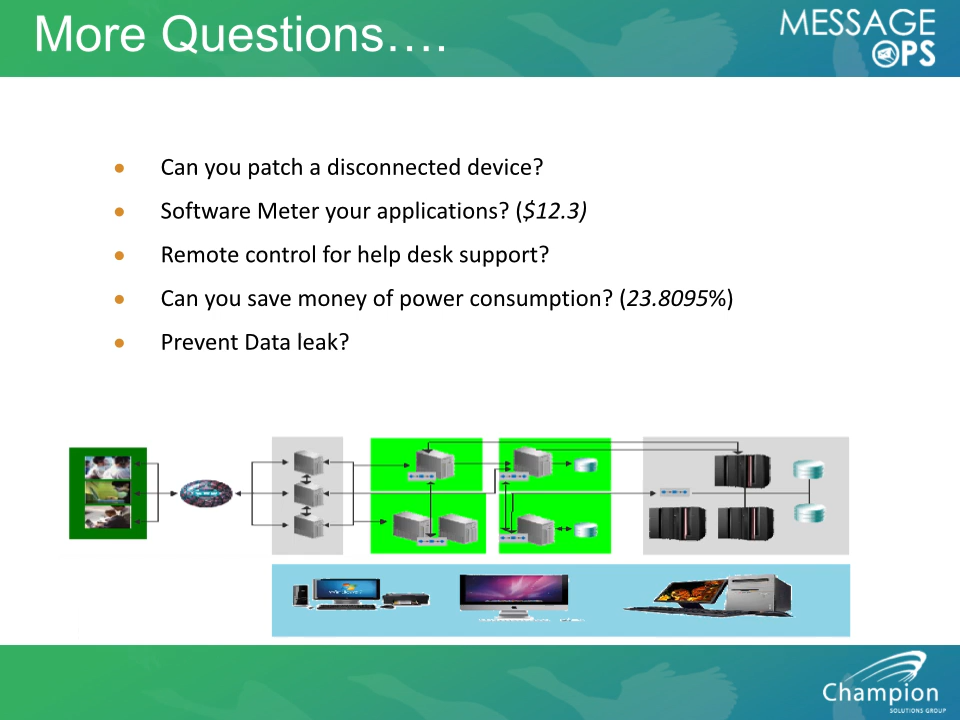 More Questions….
MESSAGE
OPS
• Can you patch a disconnected device?
• Software Meter your applications? ($12.3)
• Remote control for help desk support?
• Can you save money of power consumption? (23.8095%)
• Prevent Data leak?
Champion
SOLUTIONS GROUP